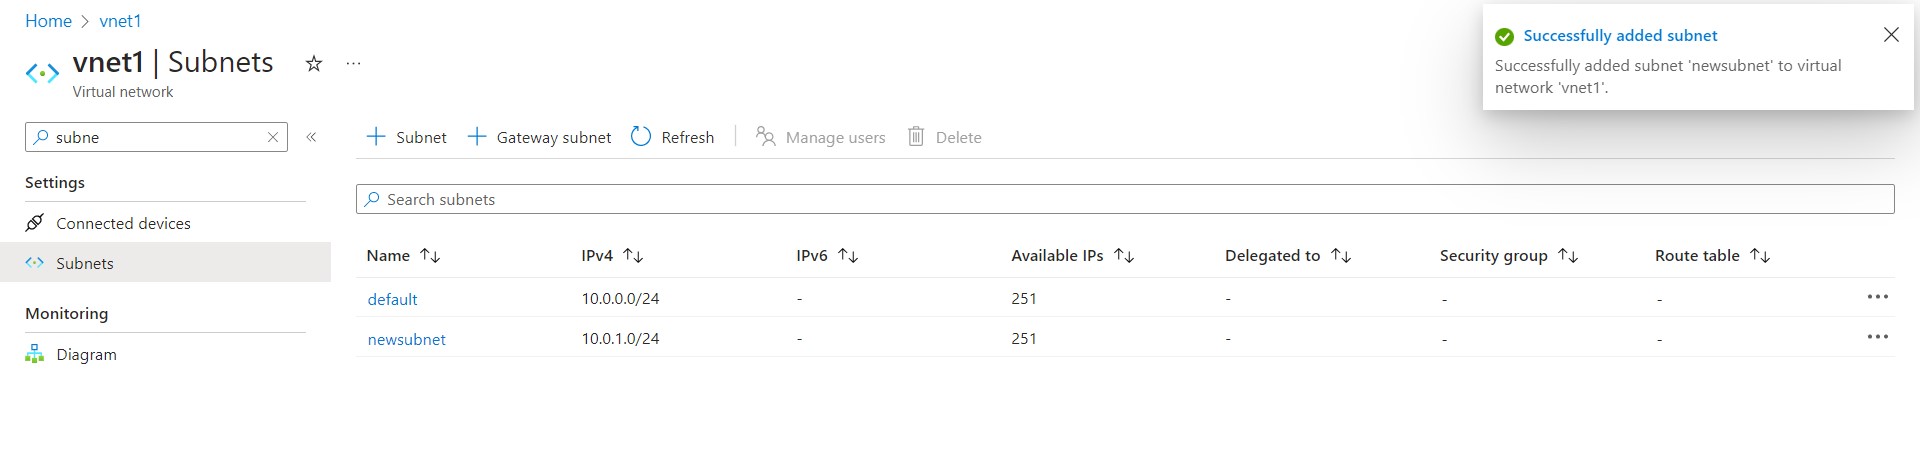 Home > vnet1
vnet1 | Subnets ☆ ...
Virtual network
Successfully added subnet
Successfully added subnet 'newsubnet' to virtual
network 'vnet1'.
subne
Settings
Connected devices
Subnets
Monitoring
Diagram
+ Subnet + Gateway subnet Refresh | Manage users Delete
Search subnets
Name ↑↓ IPv4 ↑↓ IPv6 ↑↓ Available IPs ↑↓ Delegated to ↑↓ Security group ↑↓ Route table ↑↓
default 10.0.0.0/24 - 251 - - - ...
newsubnet 10.0.1.0/24 - 251 - - - ...